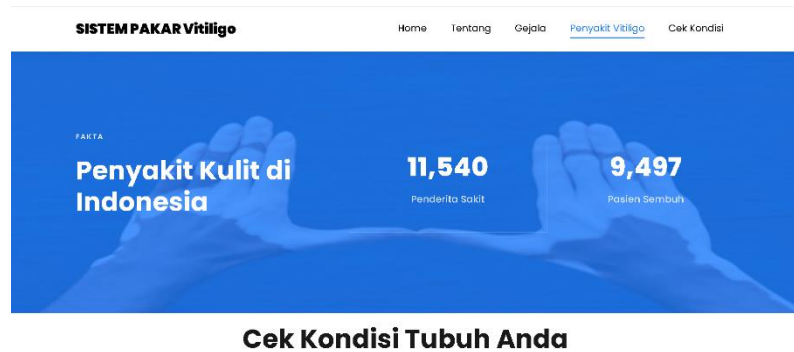 SISTEM PAKAR Vitiligo
Home Tentang Gejala Penyakit Vitiligo Cek Kondisi
FAKTA
Penyakit Kulit di
Indonesia
11,540
Penderita Sakit
9,497
Pasien Sembuh
Cek Kondisi Tubuh Anda